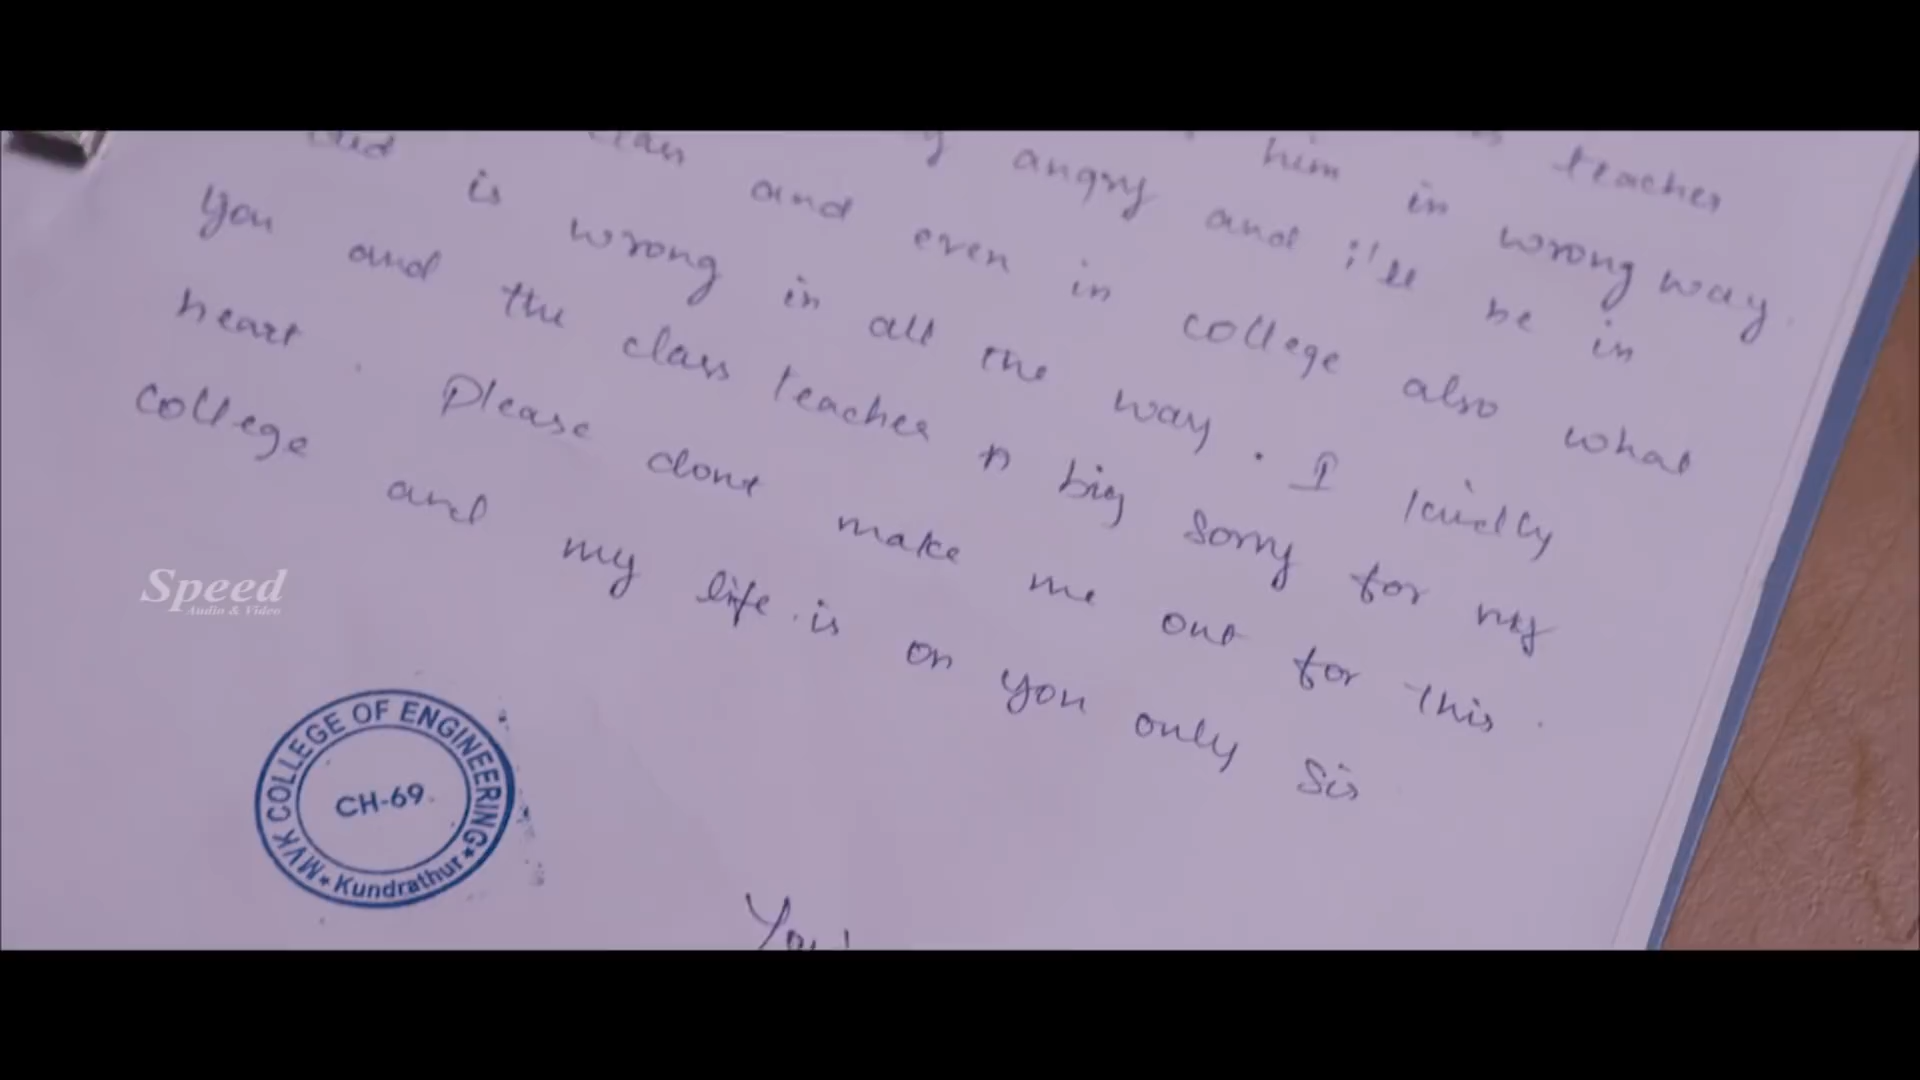 teacher
him in wrong way.
angry and i'll be in
and even in college also what
is wrong in all the way. I kindly
You and the class teacher a big sorry for my
heart. Please dont make me out for this.
college and my life.is on you only Sir
Speed
Audio & Video
MVK COLLEGE OF ENGINEERING
CH-69
★ Kundrathur ★